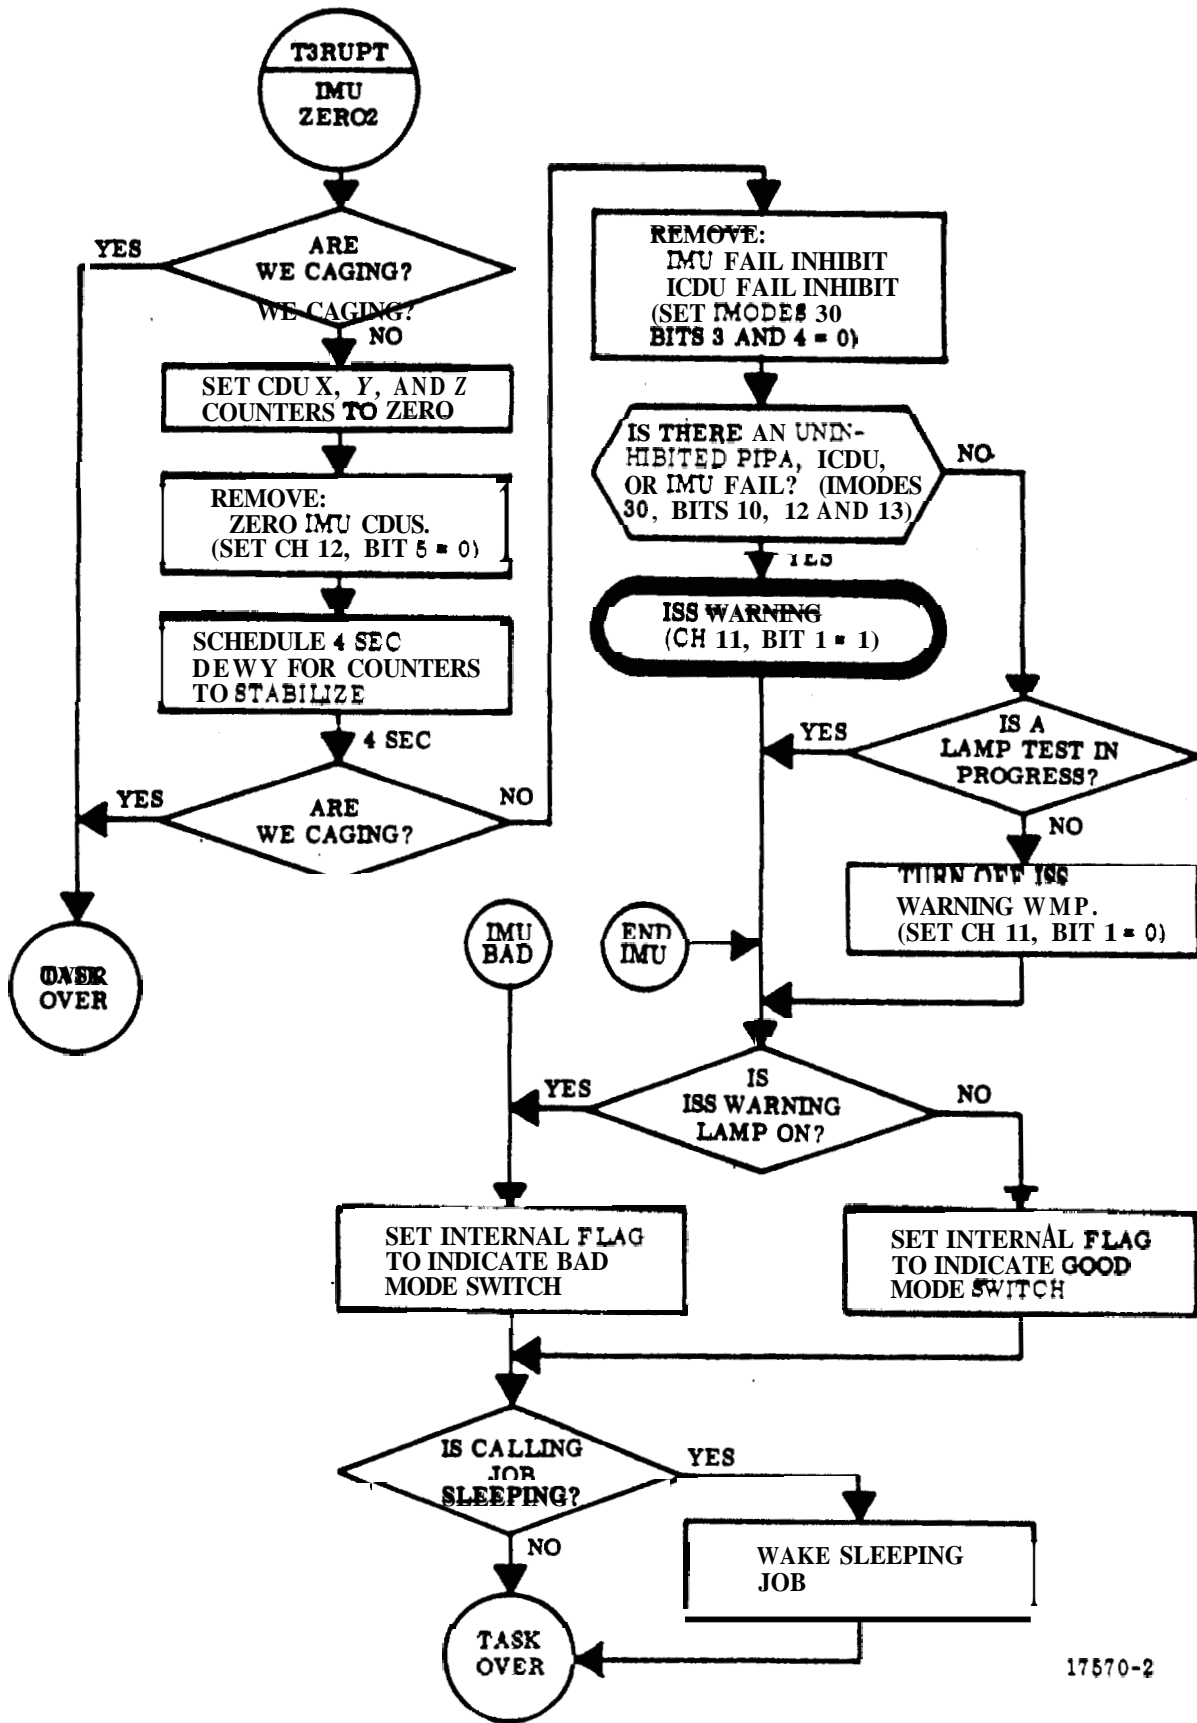 T3RUPT
IMU
ZERO2
YES
ARE
WE CAGING?
WE CAGING?
NO
SET CDU X, Y, AND Z
COUNTERS TO ZERO
REMOVE:
ZERO IMU CDUS.
(SET CH 12, BIT 5 = 0)
SCHEDULE 4 SEC
DEWY FOR COUNTERS
TO STABILIZE
4 SEC
YES
ARE
WE CAGING?
NO
OVER
REMOVE:
IMU FAIL INHIBIT
ICDU FAIL INHIBIT
(SET IMODES 30
BITS 3 AND 4 = 0)
IS THERE AN UNIN-
HIBITED PIPA, ICDU,
OR IMU FAIL? (IMODES
30, BITS 10, 12 AND 13)
NO
YES
ISS WARNING
(CH 11, BIT 1 = 1)
YES
IS A
LAMP TEST IN
PROGRESS?
NO
TURN OFF ISS
WARNING WMP.
(SET CH 11, BIT 1 = 0)
IMU
BAD
END
IMU
YES
IS
ISS WARNING
LAMP ON?
NO
SET INTERNAL FLAG
TO INDICATE BAD
MODE SWITCH
SET INTERNAL FLAG
TO INDICATE GOOD
MODE SWITCH
IS CALLING
JOB
SLEEPING?
YES
NO
WAKE SLEEPING
JOB
TASK
OVER
17570-2